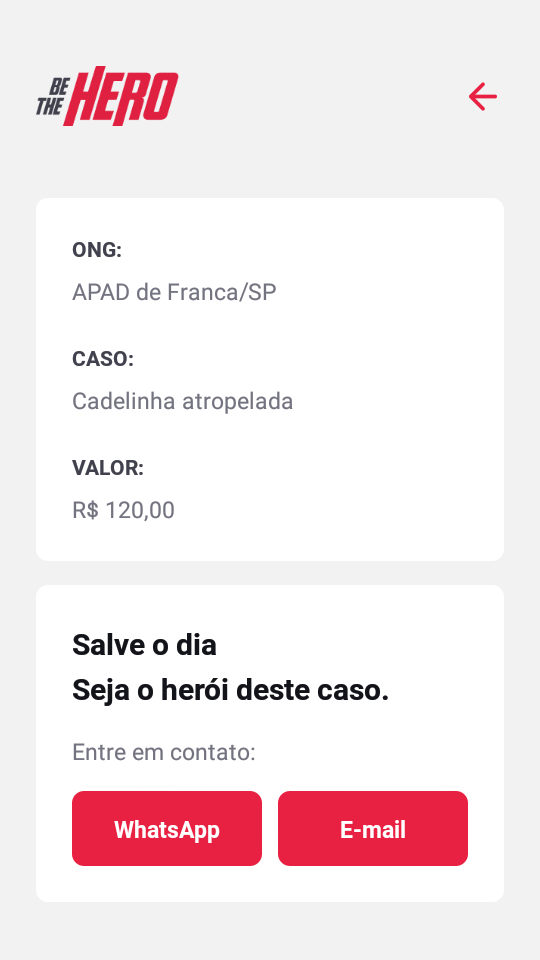 BE
THE HERO
ONG:
APAD de Franca/SP
CASO:
Cadelinha atropelada
VALOR:
R$ 120,00
Salve o dia
Seja o herói deste caso.
Entre em contato:
WhatsApp
E-mail